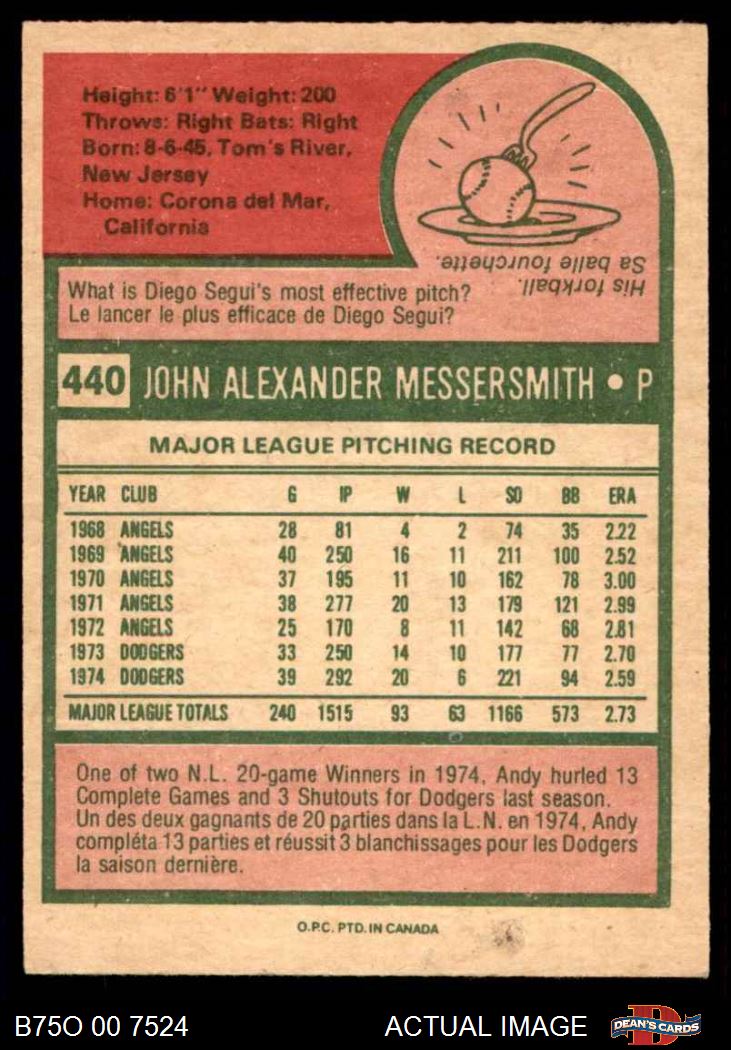 Height: 6'1" Weight: 200
Throws: Right Bats: Right
Born: 8-6-45, Tom's River,
New Jersey
Home: Corona del Mar,
California
His forkball.
Sa balle fourchette.
What is Diego Segui's most effective pitch?
Le lancer le plus efficace de Diego Segui?
440 JOHN ALEXANDER MESSERSMITH • P
MAJOR LEAGUE PITCHING RECORD
YEAR CLUB G IP W L SO BB ERA
1968 ANGELS 28 81 4 2 74 35 2.22
1969 ANGELS 40 250 16 11 211 100 2.52
1970 ANGELS 37 195 11 10 162 78 3.00
1971 ANGELS 38 277 20 13 179 121 2.99
1972 ANGELS 25 170 8 11 142 68 2.81
1973 DODGERS 33 250 14 10 177 77 2.70
1974 DODGERS 39 292 20 6 221 94 2.59
MAJOR LEAGUE TOTALS 240 1515 93 63 1166 573 2.73
One of two N.L. 20-game Winners in 1974, Andy hurled 13
Complete Games and 3 Shutouts for Dodgers last season.
Un des deux gagnants de 20 parties dans la L.N. en 1974, Andy
compléta 13 parties et réussit 3 blanchissages pour les Dodgers
la saison dernière.
O.P.C. PTD. IN CANADA
B75O 00 7524 ACTUAL IMAGE DEAN'S CARDS